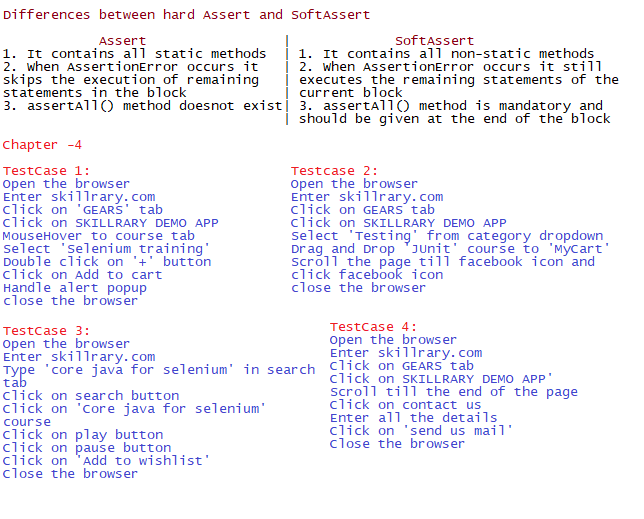 Differences between hard Assert and SoftAssert
Assert | SoftAssert
1. It contains all static methods | 1. It contains all non-static methods
2. When AssertionError occurs it | 2. When AssertionError occurs it still
skips the execution of remaining | executes the remaining statements of the
statements in the block | current block
3. assertAll() method doesnot exist| 3. assertAll() method is mandatory and
| should be given at the end of the block
Chapter -4
TestCase 1:
Open the browser
Enter skillrary.com
Click on 'GEARS' tab
Click on SKILLRARY DEMO APP
MouseHover to course tab
Select 'Selenium training'
Double click on '+' button
Click on Add to cart
Handle alert popup
close the browser
Testcase 2:
Open the browser
Enter skillrary.com
Click on GEARS tab
Click on SKILLRARY DEMO APP
Select 'Testing' from category dropdown
Drag and Drop 'JUnit' course to 'MyCart'
Scroll the page till facebook icon and
click facebook icon
close the browser
TestCase 3:
Open the browser
Enter skillrary.com
Type 'core java for selenium' in search
tab
Click on search button
Click on 'Core java for selenium'
course
Click on play button
Click on pause button
Click on 'Add to wishlist'
Close the browser
TestCase 4:
Open the browser
Enter skillrary.com
Click on GEARS tab
Click on SKILLRARY DEMO APP'
Scroll till the end of the page
Click on contact us
Enter all the details
Click on 'send us mail'
Close the browser